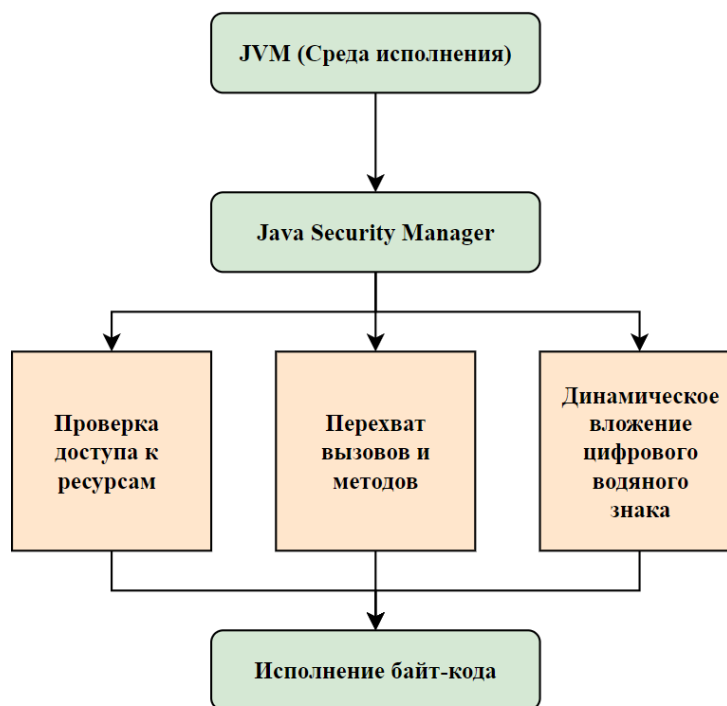 JVM (Среда исполнения)
Java Security Manager
Проверка
доступа к
ресурсам
Перехват
вызовов и
методов
Динамическое
вложение
цифрового
водяного
знака
Исполнение байт-кода